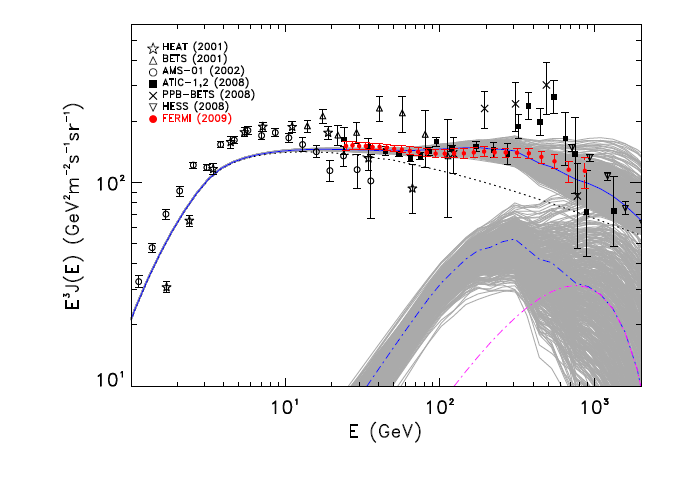 HEAT (2001)
BETS (2001)
AMS-01 (2002)
ATIC-1,2 (2008)
PPB-BETS (2008)
HESS (2008)
FERMI (2009)
E³J(E) (GeV²m⁻²s⁻¹sr⁻¹)
10²
10¹
10¹ 10² 10³
E (GeV)